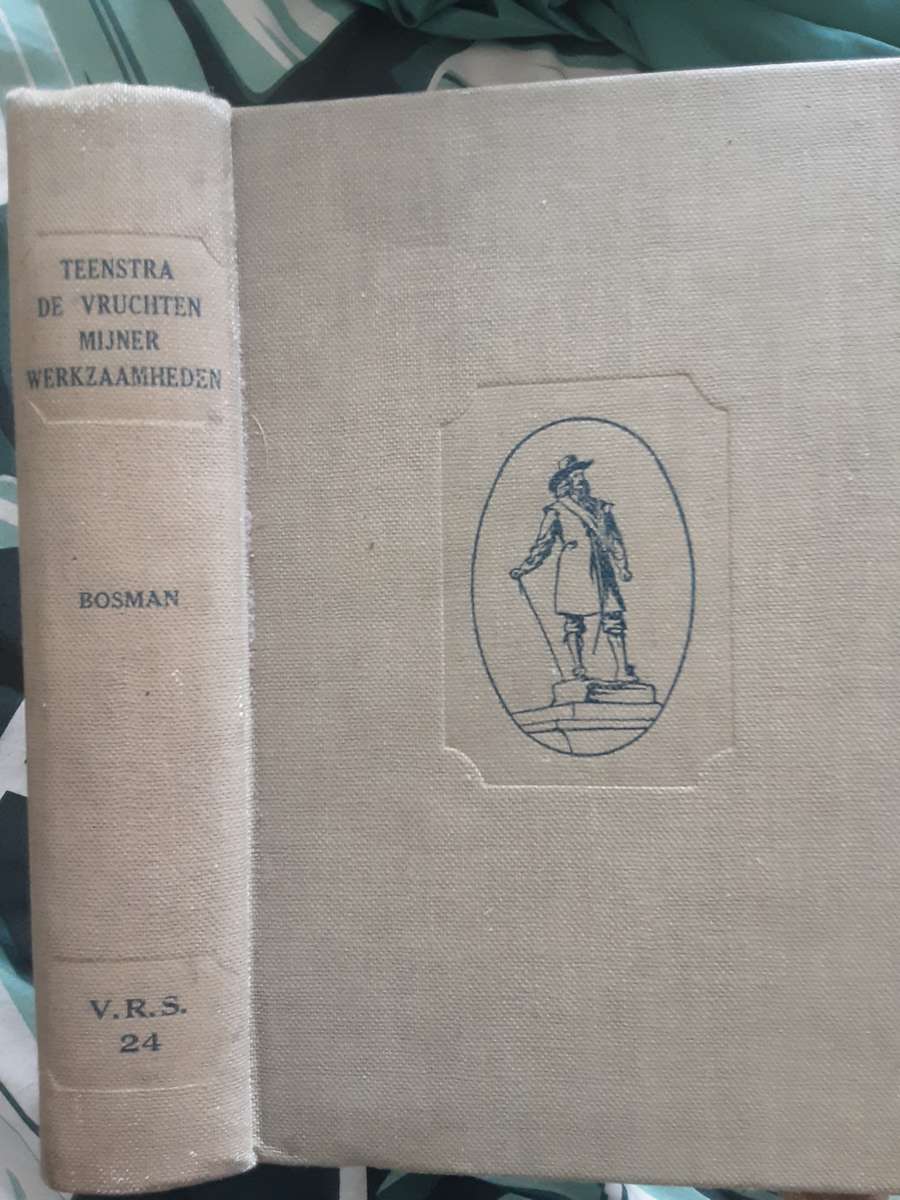 TEENSTRA
DE VRUCHTEN
MIJNER
WERKZAAMHEDEN
BOSMAN
V.R.S.
24